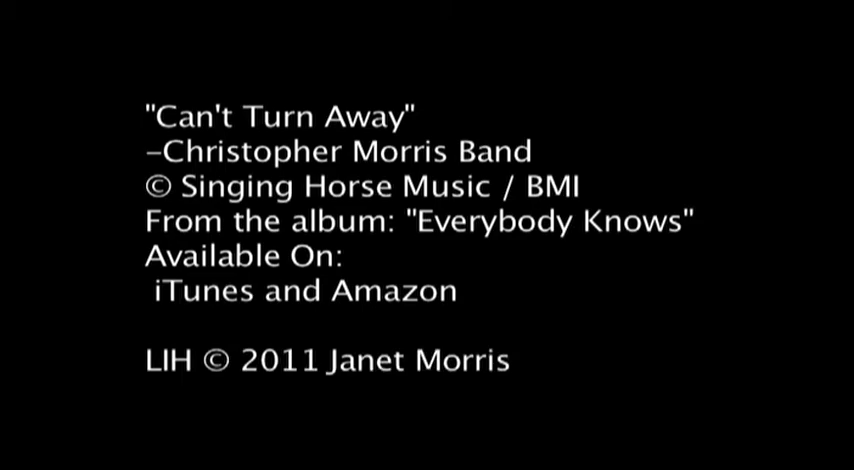 "Can't Turn Away"
–Christopher Morris Band
© Singing Horse Music / BMI
From the album: "Everybody Knows"
Available On:
iTunes and Amazon
LIH © 2011 Janet Morris